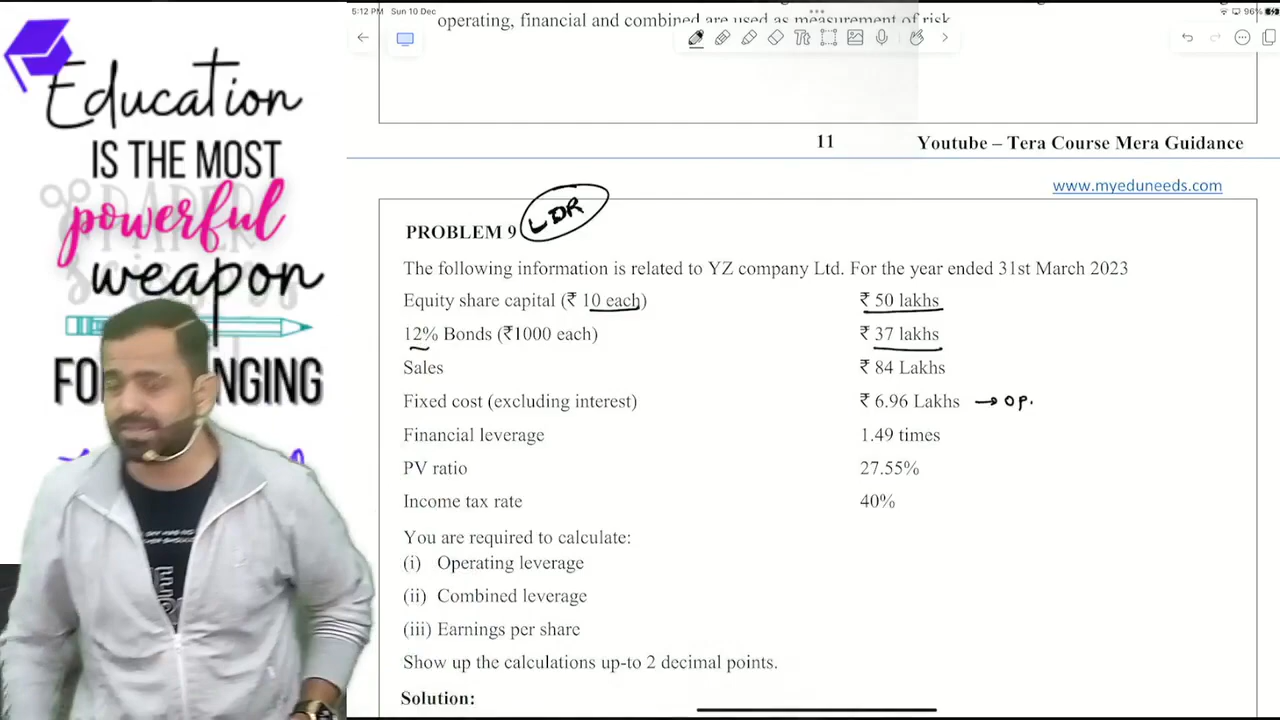 5:12 PM Sun 10 Dec
96%
operating, financial and combined are used as measurement of risk
Education
IS THE MOST
powerful
weapon
FO NGING
11
Youtube – Tera Course Mera Guidance
www.myeduneeds.com
PROBLEM 9 LDR
The following information is related to YZ company Ltd. For the year ended 31st March 2023
Equity share capital (₹ 10 each) ₹ 50 lakhs
12% Bonds (₹1000 each) ₹ 37 lakhs
Sales ₹ 84 Lakhs
Fixed cost (excluding interest) ₹ 6.96 Lakhs → op.
Financial leverage 1.49 times
PV ratio 27.55%
Income tax rate 40%
You are required to calculate:
(i) Operating leverage
(ii) Combined leverage
(iii) Earnings per share
Show up the calculations up-to 2 decimal points.
Solution: